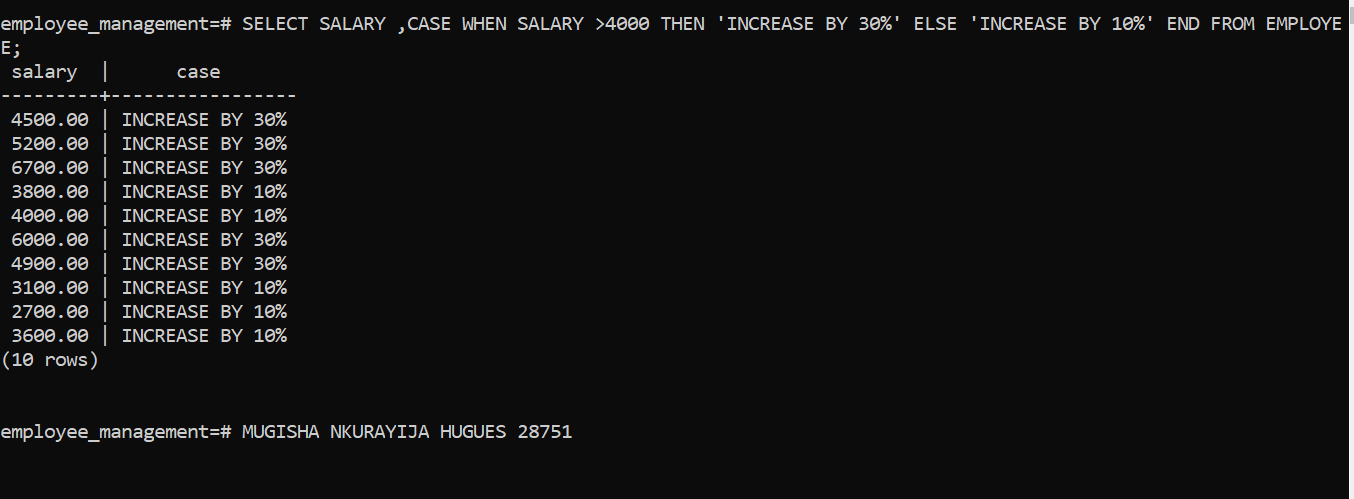 employee_management=# SELECT SALARY ,CASE WHEN SALARY >4000 THEN 'INCREASE BY 30%' ELSE 'INCREASE BY 10%' END FROM EMPLOYE
E;
 salary  |      case
---------+-----------------
 4500.00 | INCREASE BY 30%
 5200.00 | INCREASE BY 30%
 6700.00 | INCREASE BY 30%
 3800.00 | INCREASE BY 10%
 4000.00 | INCREASE BY 10%
 6000.00 | INCREASE BY 30%
 4900.00 | INCREASE BY 30%
 3100.00 | INCREASE BY 10%
 2700.00 | INCREASE BY 10%
 3600.00 | INCREASE BY 10%
(10 rows)
employee_management=# MUGISHA NKURAYIJA HUGUES 28751